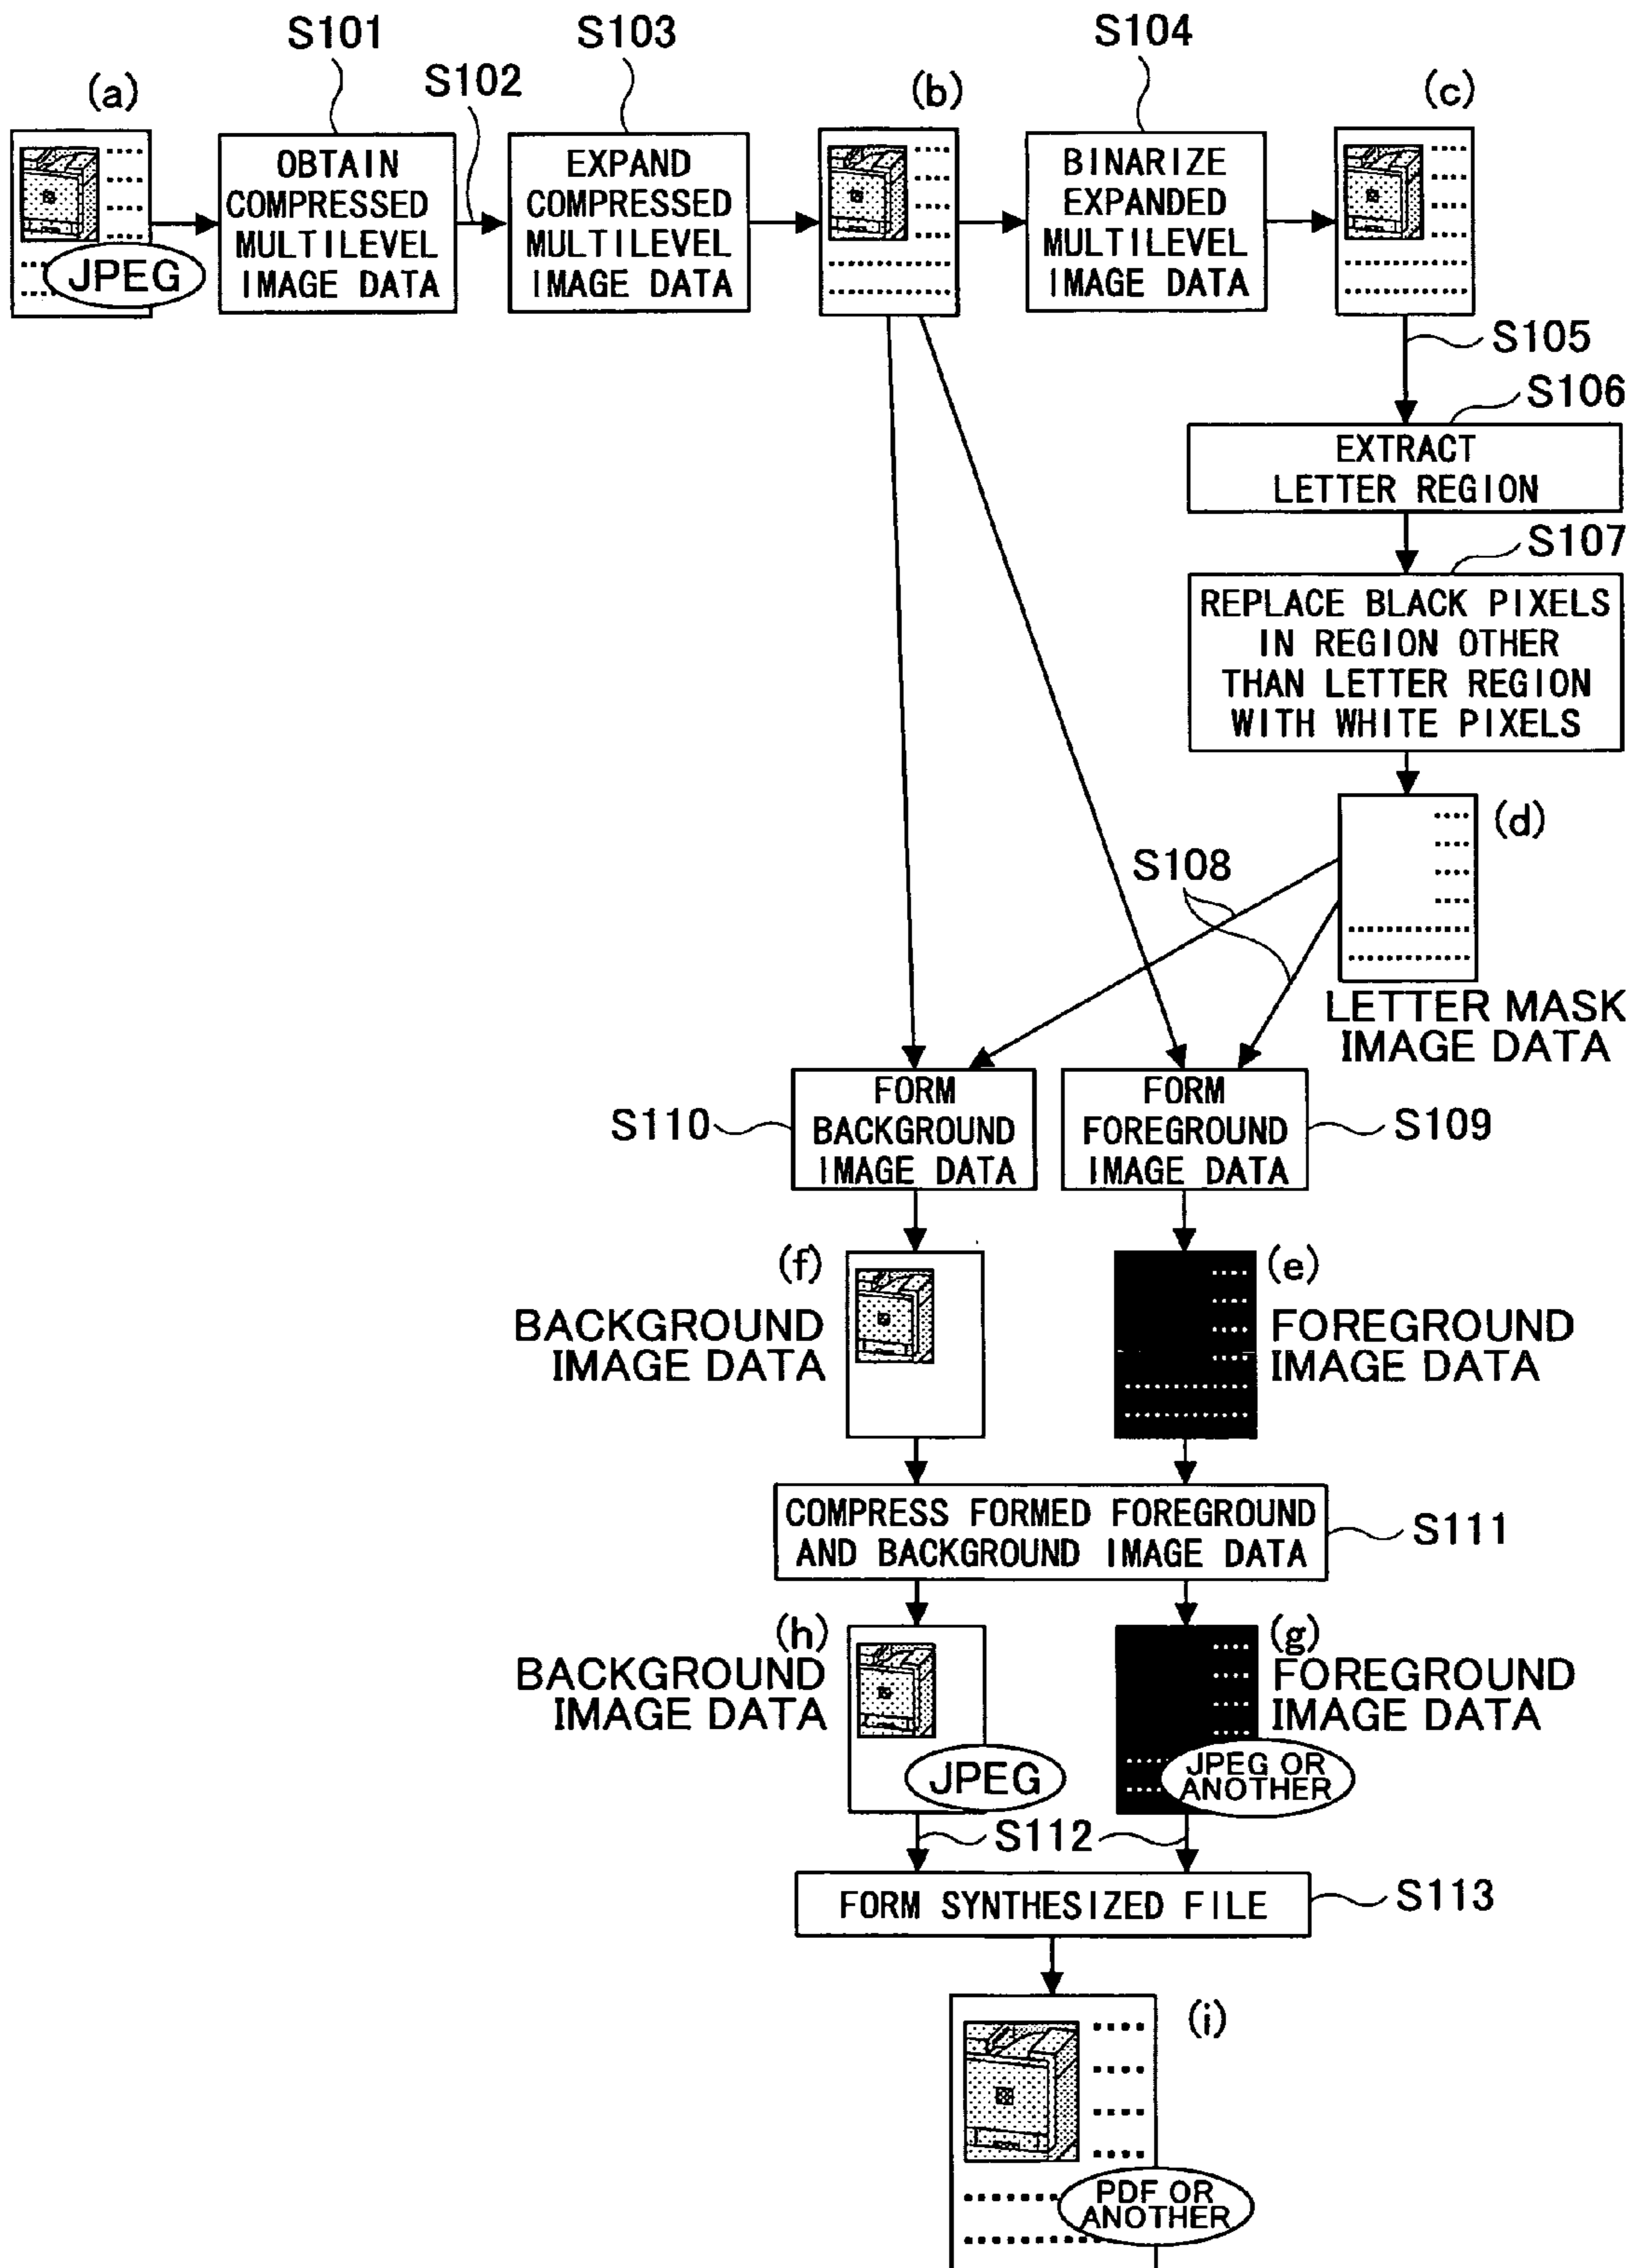 S101
S103
S104
S102
(a)
(b)
(c)
OBTAIN
COMPRESSED
MULTILEVEL
IMAGE DATA
EXPAND
COMPRESSED
MULTILEVEL
IMAGE DATA
BINARIZE
EXPANDED
MULTILEVEL
IMAGE DATA
JPEG
S105
S106
EXTRACT
LETTER REGION
S107
REPLACE BLACK PIXELS
IN REGION OTHER
THAN LETTER REGION
WITH WHITE PIXELS
(d)
S108
LETTER MASK
IMAGE DATA
S110
FORM
BACKGROUND
IMAGE DATA
FORM
FOREGROUND
IMAGE DATA
S109
(f)
BACKGROUND
IMAGE DATA
(e)
FOREGROUND
IMAGE DATA
COMPRESS FORMED FOREGROUND
AND BACKGROUND IMAGE DATA
S111
(h)
BACKGROUND
IMAGE DATA
JPEG
(g)
FOREGROUND
IMAGE DATA
JPEG OR
ANOTHER
S112
FORM SYNTHESIZED FILE
S113
(i)
PDF OR
ANOTHER